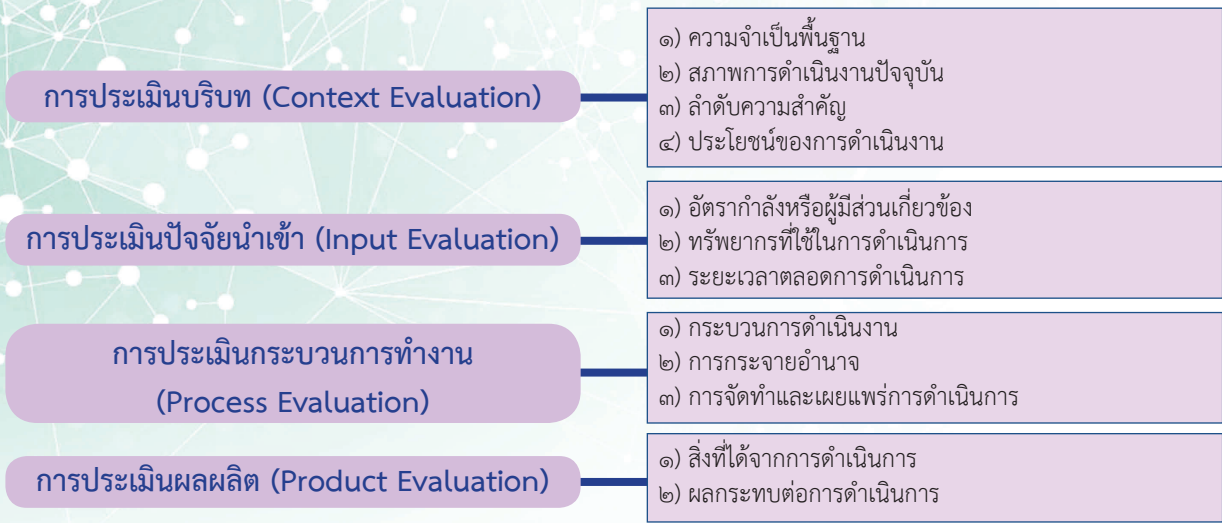 การประเมินบริบท (Context Evaluation)
๑) ความจำเป็นพื้นฐาน
๒) สภาพการดำเนินงานปัจจุบัน
๓) ลำดับความสำคัญ
๔) ประโยชน์ของการดำเนินงาน
การประเมินปัจจัยนำเข้า (Input Evaluation)
๑) อัตรากำลังหรือผู้มีส่วนเกี่ยวข้อง
๒) ทรัพยากรที่ใช้ในการดำเนินการ
๓) ระยะเวลาตลอดการดำเนินการ
การประเมินกระบวนการทำงาน
(Process Evaluation)
๑) กระบวนการดำเนินงาน
๒) การกระจายอำนาจ
๓) การจัดทำและเผยแพร่การดำเนินการ
การประเมินผลผลิต (Product Evaluation)
๑) สิ่งที่ได้จากการดำเนินการ
๒) ผลกระทบต่อการดำเนินการ